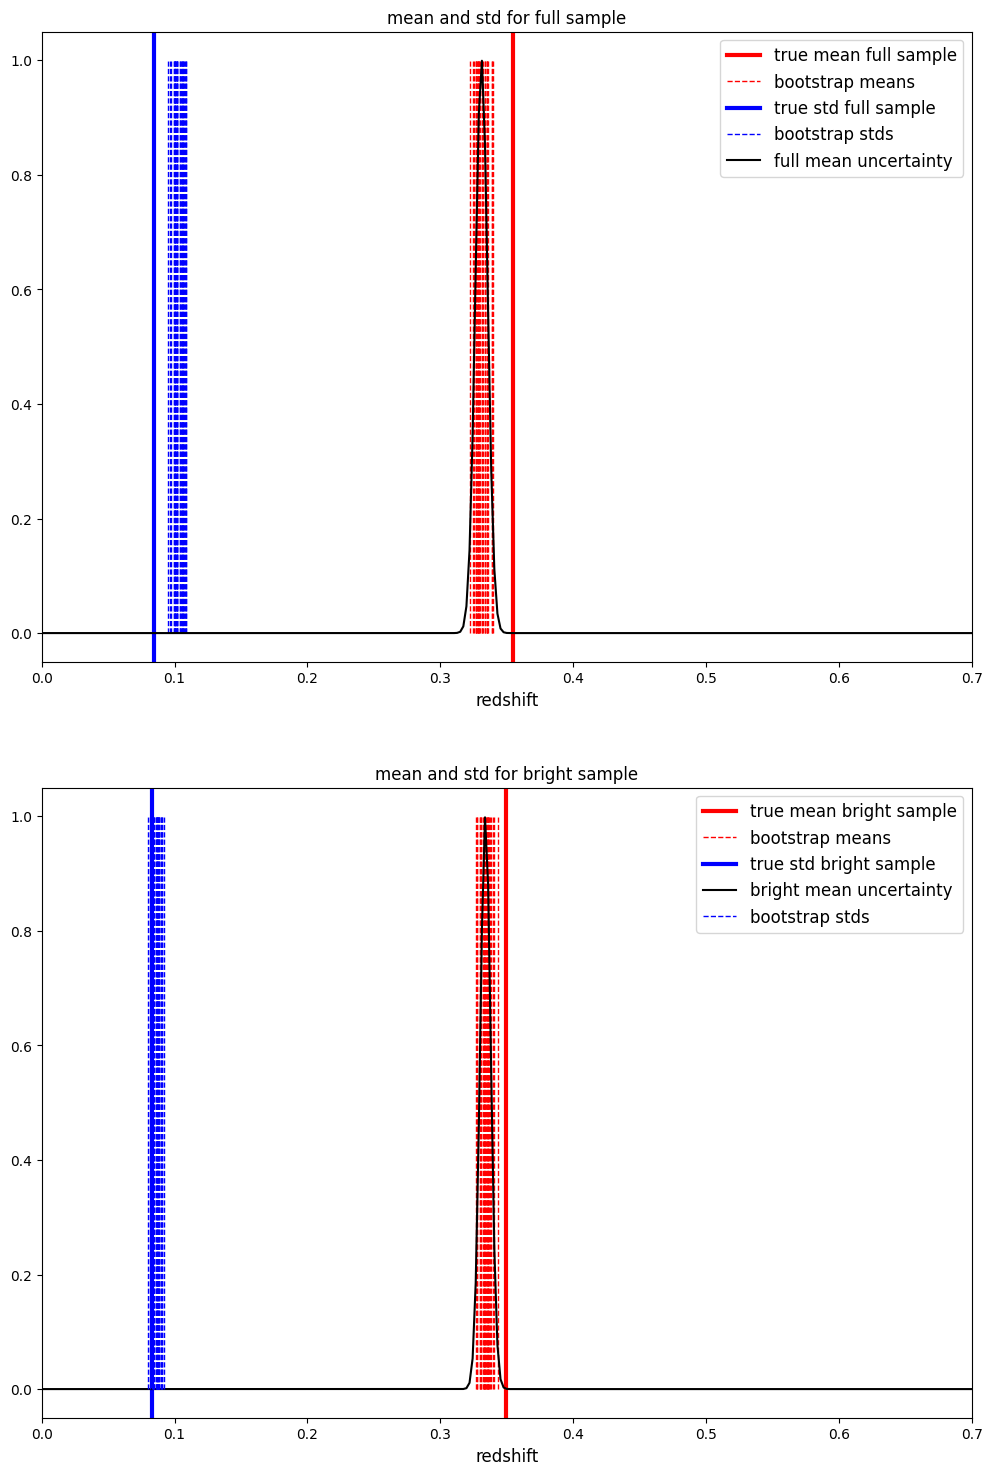 mean and std for full sample
1.0
0.8
0.6
0.4
0.2
0.0
true mean full sample
bootstrap means
true std full sample
bootstrap stds
full mean uncertainty
0.0 0.1 0.2 0.3 0.4 0.5 0.6 0.7
redshift
mean and std for bright sample
1.0
0.8
0.6
0.4
0.2
0.0
true mean bright sample
bootstrap means
true std bright sample
bright mean uncertainty
bootstrap stds
0.0 0.1 0.2 0.3 0.4 0.5 0.6 0.7
redshift